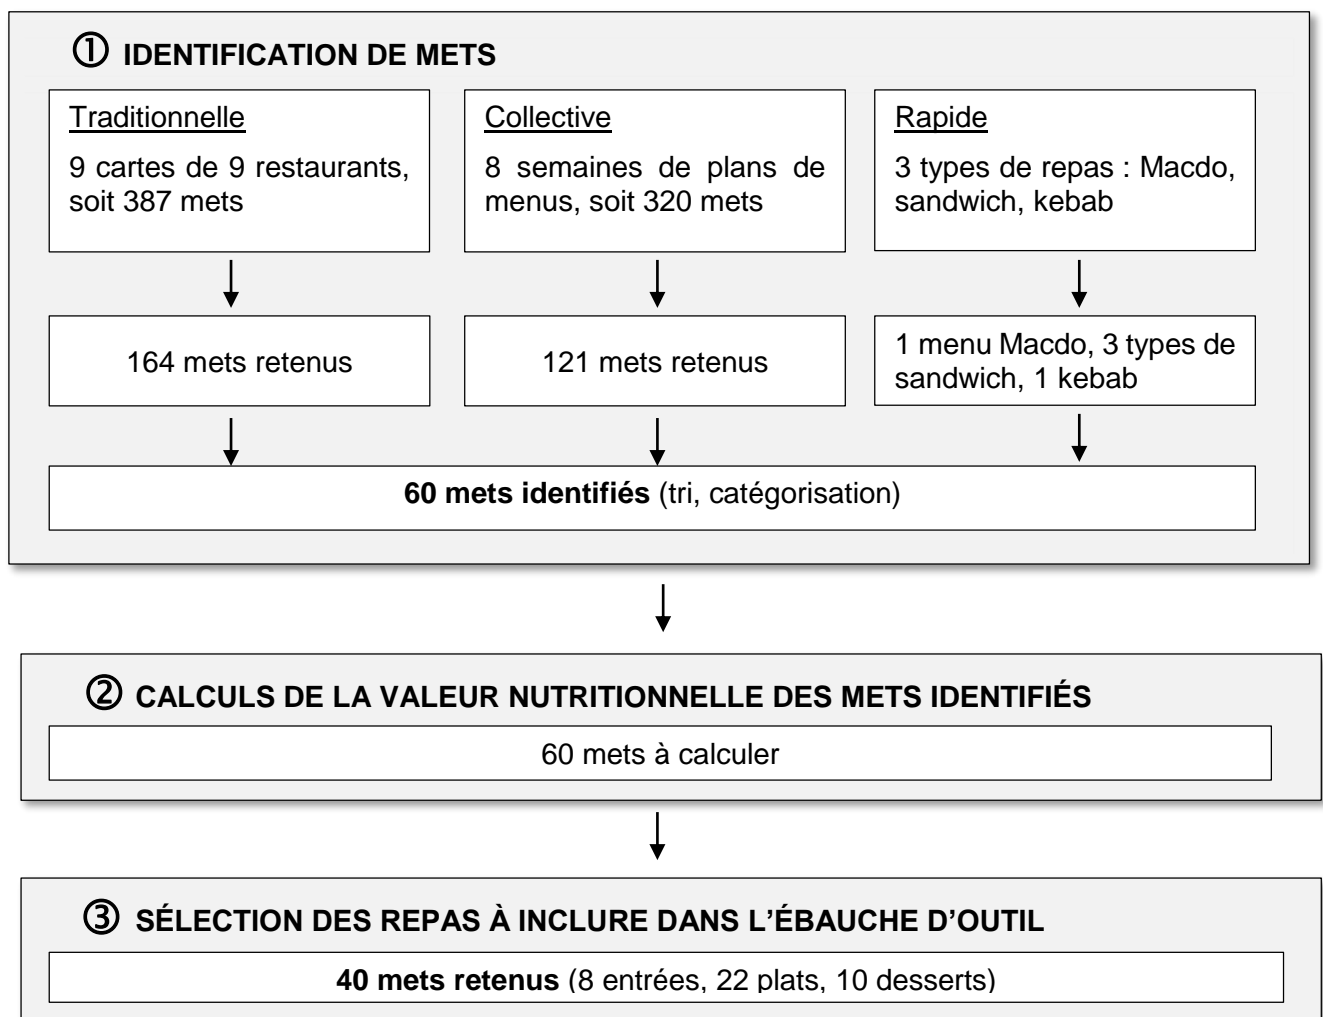 ① IDENTIFICATION DE METS
Traditionnelle
9 cartes de 9 restaurants,
soit 387 mets
Collective
8 semaines de plans de
menus, soit 320 mets
Rapide
3 types de repas : Macdo,
sandwich, kebab
164 mets retenus
121 mets retenus
1 menu Macdo, 3 types de
sandwich, 1 kebab
60 mets identifiés (tri, catégorisation)
② CALCULS DE LA VALEUR NUTRITIONNELLE DES METS IDENTIFIÉS
60 mets à calculer
③ SÉLECTION DES REPAS À INCLURE DANS L'ÉBAUCHE D'OUTIL
40 mets retenus (8 entrées, 22 plats, 10 desserts)